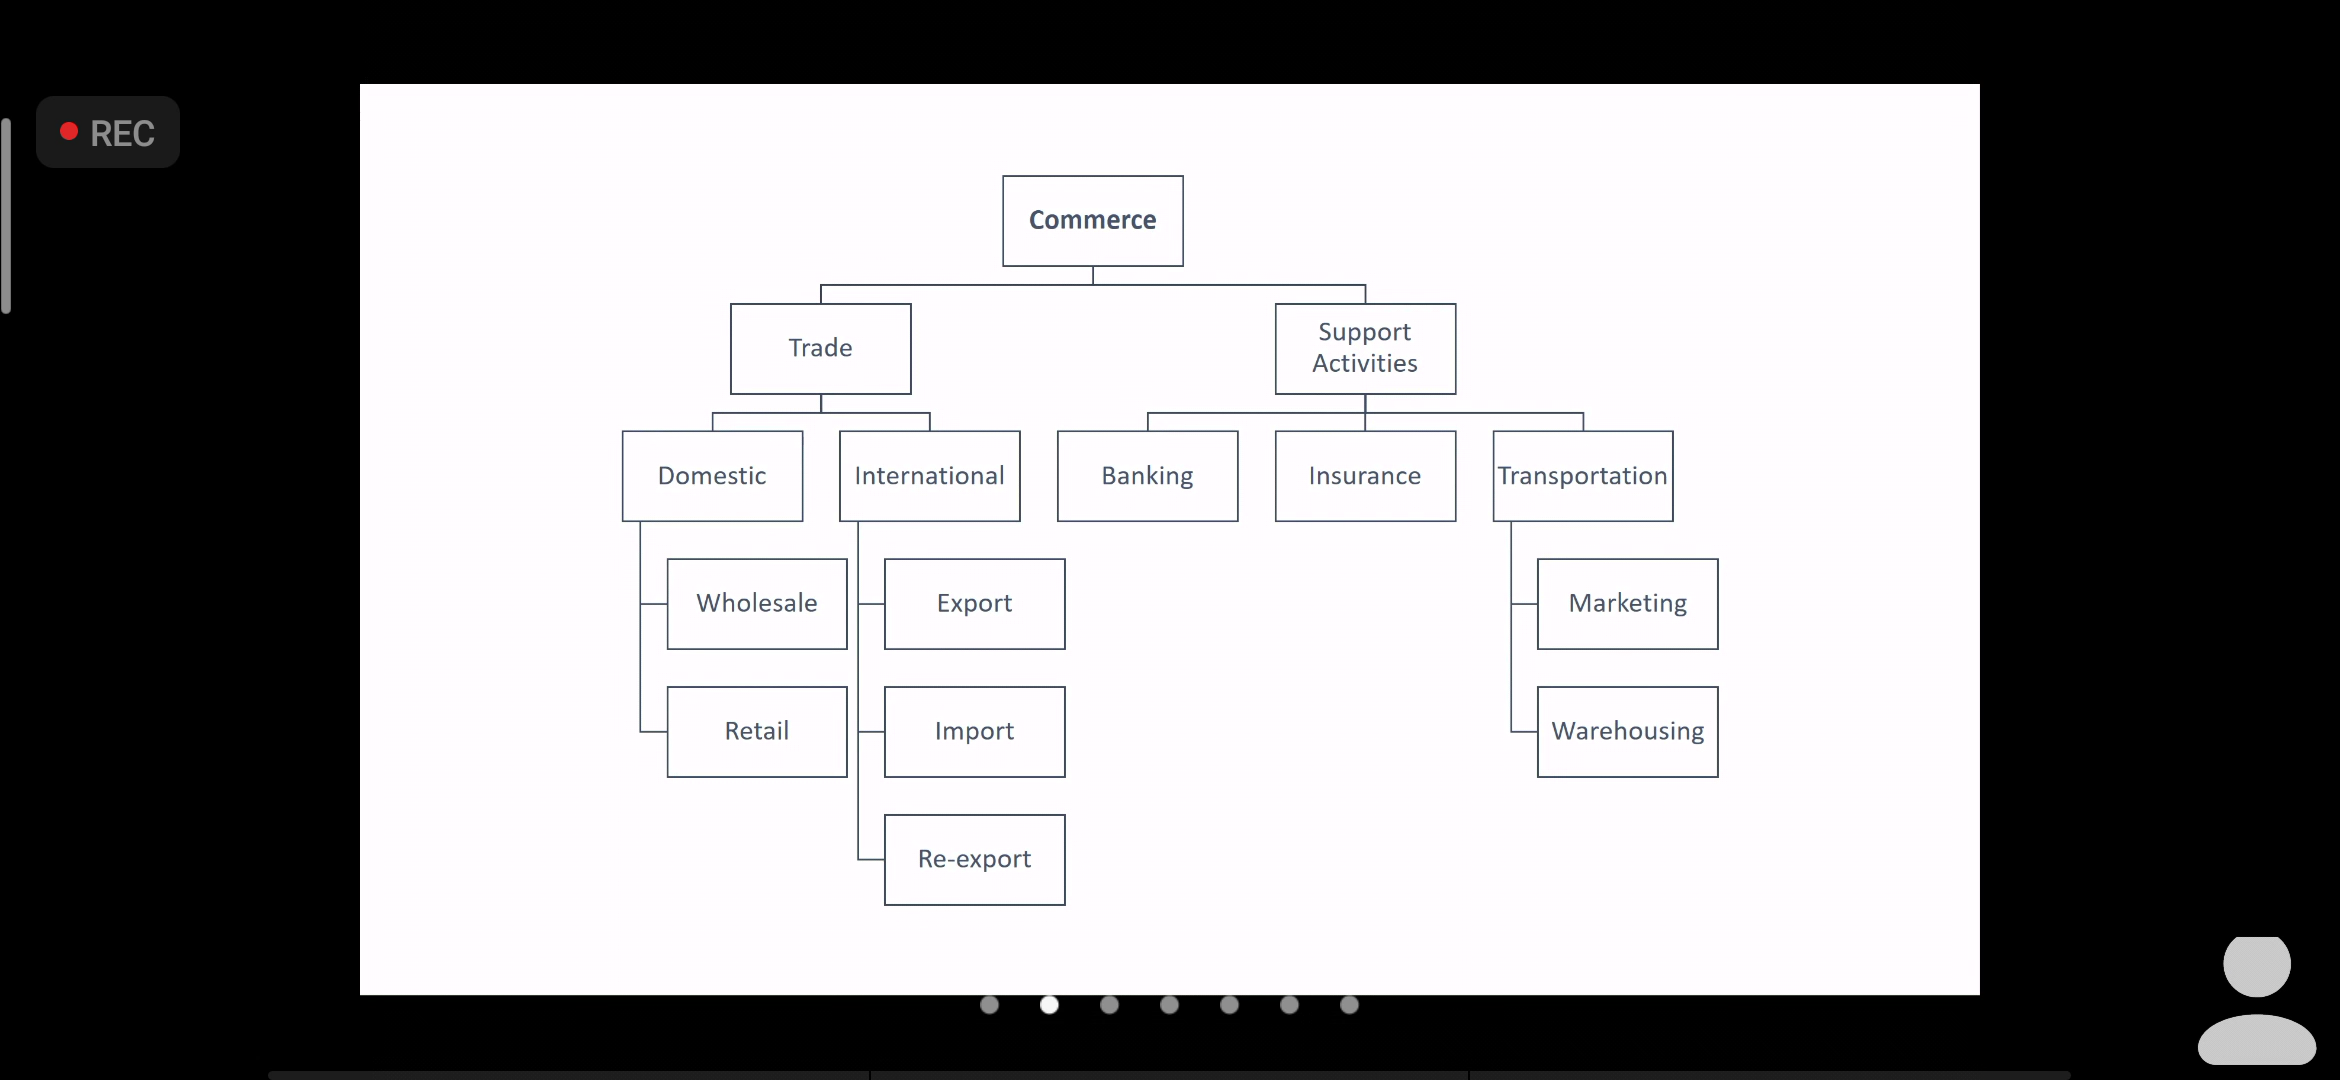 REC
Commerce
Trade
Support
Activities
Domestic
International
Banking
Insurance
Transportation
Wholesale
Export
Marketing
Retail
Import
Warehousing
Re-export